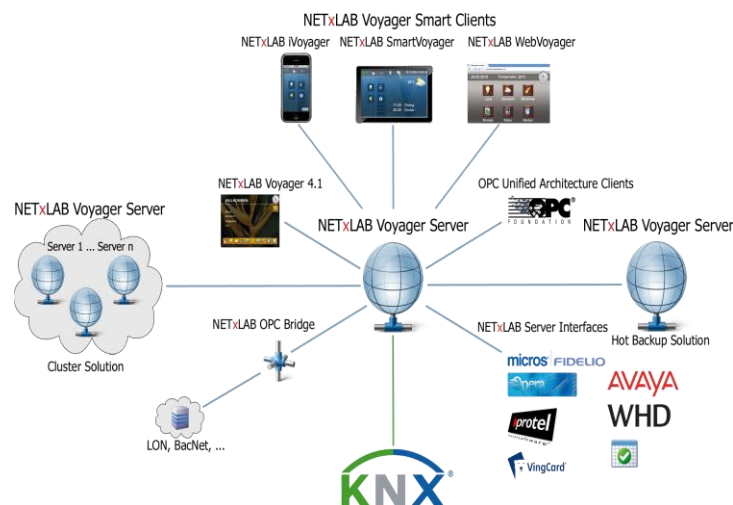 NETxLAB Voyager Smart Clients
NETxLAB iVoyager
NETxLAB SmartVoyager
NETxLAB WebVoyager
NETxLAB Voyager 4.1
OPC Unified Architecture Clients
WILLKOMMEN
OPC
FOUNDATION
NETxLAB Voyager Server
NETxLAB Voyager Server
NETxLAB Voyager Server
Server 1 ... Server n
Cluster Solution
NETxLAB OPC Bridge
NETxLAB Server Interfaces
Hot Backup Solution
micros FIDELIO
Opera
AVAYA
protel
WHD
VingCard
LON, BacNet, ...
KNX®